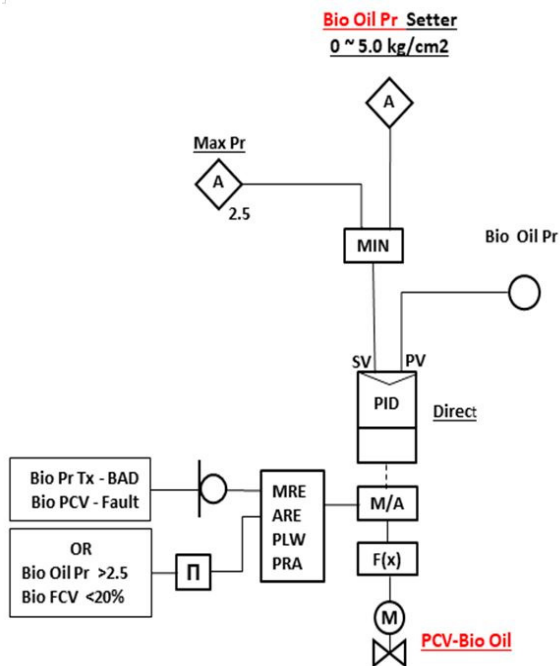 Bio Oil Pr Setter
0 ~ 5.0 kg/cm2
A
Max Pr
A
2.5
MIN
Bio Oil Pr
SV PV
PID
Direct
Bio Pr Tx - BAD
Bio PCV - Fault
MRE
ARE
PLW
PRA
M/A
OR
Bio Oil Pr >2.5
Bio FCV <20%
Π
F(x)
M
PCV-Bio Oil